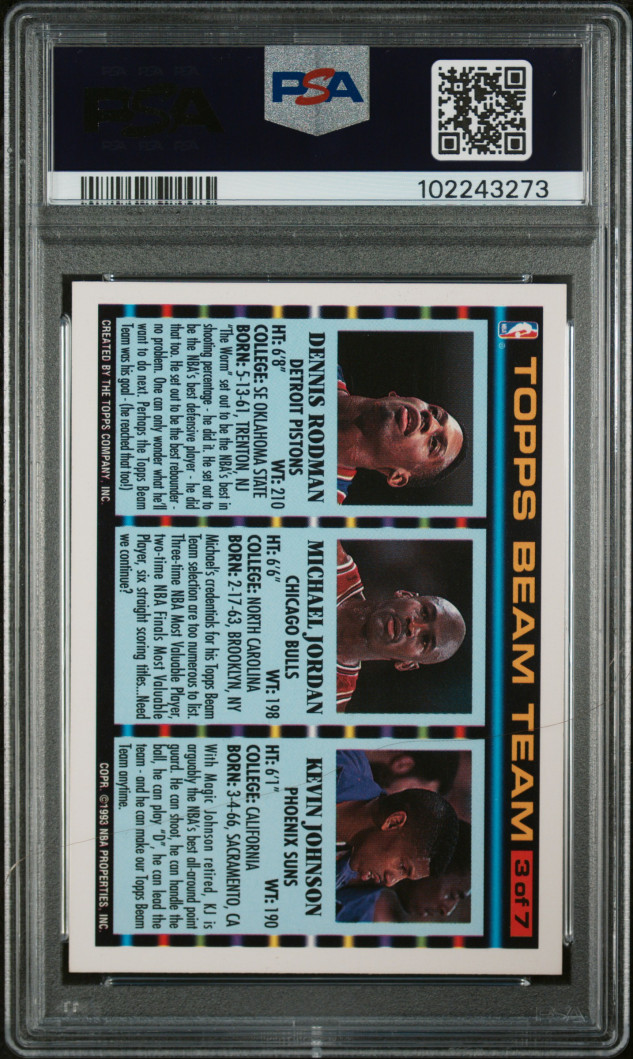 PSA
PSA
102243273
TOPPS BEAM TEAM 3 of 7
DENNIS RODMAN
DETROIT PISTONS
HT: 6'8" WT: 210
COLLEGE: SE OKLAHOMA STATE
BORN: 5-13-61, TRENTON, NJ
"The Worm" set out to be the NBA's best in
shooting percentage - he did it. He set out to
be the NBA's best defensive player - he did
that too. He set out to be the best rebounder -
no problem. One can only wonder what he'll
want to do next. Perhaps the Topps Beam
Team was his goal - (he reached that too!)
MICHAEL JORDAN
CHICAGO BULLS
HT: 6'6" WT: 198
COLLEGE: NORTH CAROLINA
BORN: 2-17-63, BROOKLYN, NY
Michael's credentials for his Topps Beam
Team selection are too numerous to list.
Three-time NBA Most Valuable Player,
two-time NBA Finals Most Valuable
Player, six straight scoring titles...Need
we continue?
KEVIN JOHNSON
PHOENIX SUNS
HT: 6'1" WT: 190
COLLEGE: CALIFORNIA
BORN: 3-4-66, SACRAMENTO, CA
With Magic Johnson retired, KJ is
arguably the NBA's best all-around point
guard. He can shoot, he can handle the
ball, he can play "D", he can lead the
team - and he can make our Topps Beam
Team anytime.
CREATED BY THE TOPPS COMPANY, INC. COPR. ©1993 NBA PROPERTIES, INC.